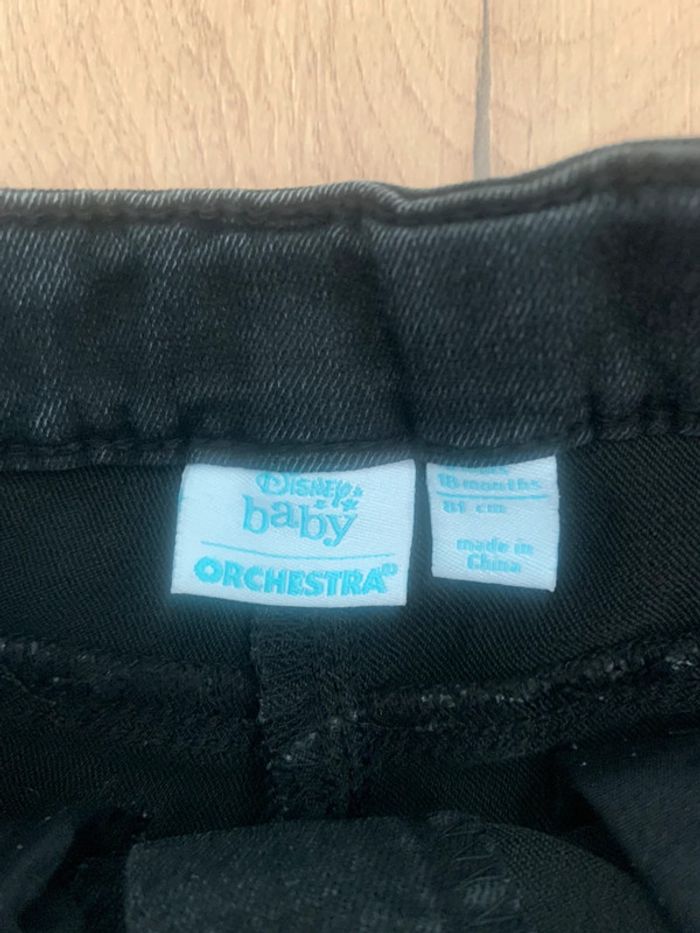 DISNEY
baby
ORCHESTRA®
18 months
81 cm
made in
China